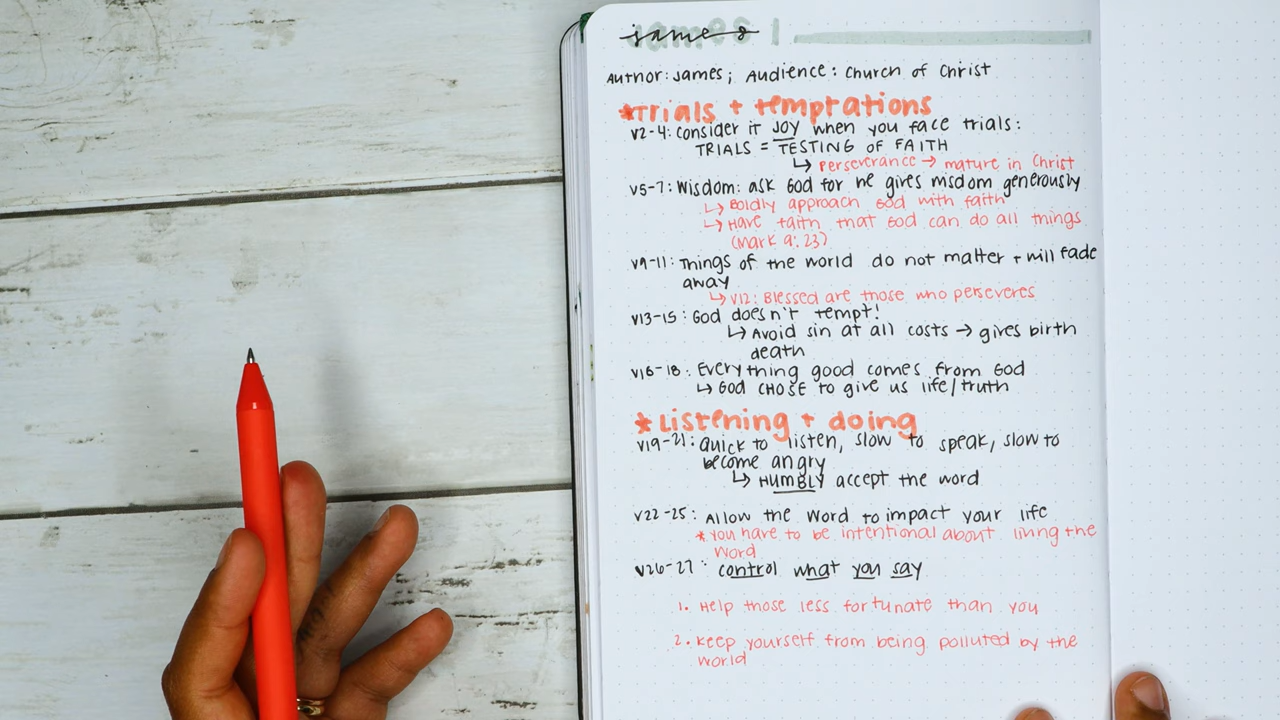 james 1
Author: James; Audience: Church of Christ
*Trials + temptations
v2-4: Consider it JOY when you face trials:
TRIALS = TESTING OF FAITH
↳ Perseverance → mature in Christ
v5-7: Wisdom: ask God for he gives misdom generously
↳ Boldly approach God with faith
↳ Have faith that God can do all things
(Mark 9:23)
v9-11: Things of the world do not matter + will fade
away
↳ V12: Blessed are those who perseveres
v13-15: God doesn't tempt!
↳ Avoid sin at all costs → gives birth
death
v16-18: Everything good comes from God
↳ God CHOSE to give us life/truth
*Listening + doing
v19-21: Quick to listen, slow to speak, slow to
become angry
↳ HUMBLY accept the word
v22-25: Allow the Word to impact your life
*you have to be intentional about living the
Word
v26-27: control what you say
1. Help those less fortunate than you
2. Keep yourself from being polluted by the
world